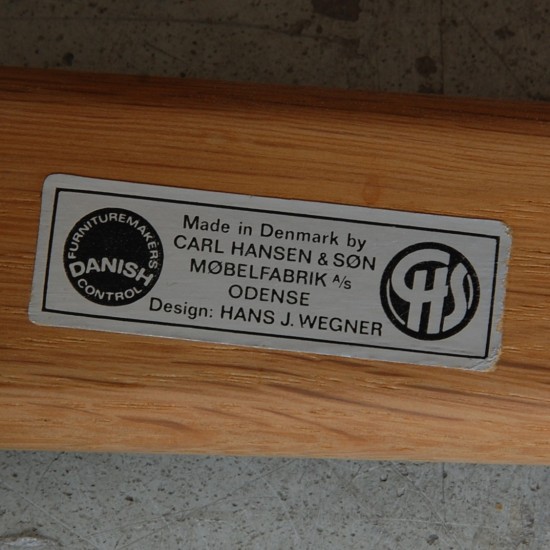 FURNITUREMAKERS
DANISH
CONTROL
Made in Denmark by
CARL HANSEN & SØN
MØBELFABRIK A/S
ODENSE
Design: HANS J. WEGNER
CHS